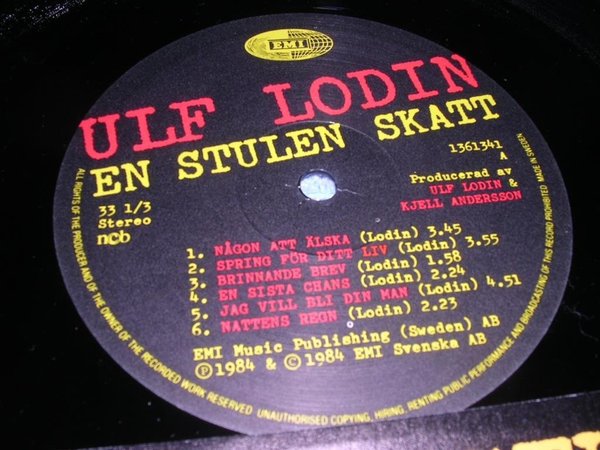 EMI
ULF LODIN
EN STULEN SKATT
1361341
A
Producerad av
ULF LODIN &
KJELL ANDERSSON
33 1/3
Stereo
ncb
1. NÅGON ATT ÄLSKA (Lodin) 3.45
2. SPRING FÖR DITT LIV (Lodin) 3.55
3. BRINNANDE BREV (Lodin) 1.58
4. EN SISTA CHANS (Lodin) 2.24
5. JAG VILL BLI DIN MAN (Lodin) 4.51
6. NATTENS REGN (Lodin) 2.23
EMI Music Publishing (Sweden) AB
Ⓟ 1984 & © 1984 EMI Svenska AB
ALL RIGHTS OF THE PRODUCER AND OF THE OWNER OF THE RECORDED WORK RESERVED UNAUTHORISED COPYING, HIRING, RENTING PUBLIC PERFORMANCE AND BROADCASTING OF THIS RECORD PROHIBITED MADE IN SWEDEN